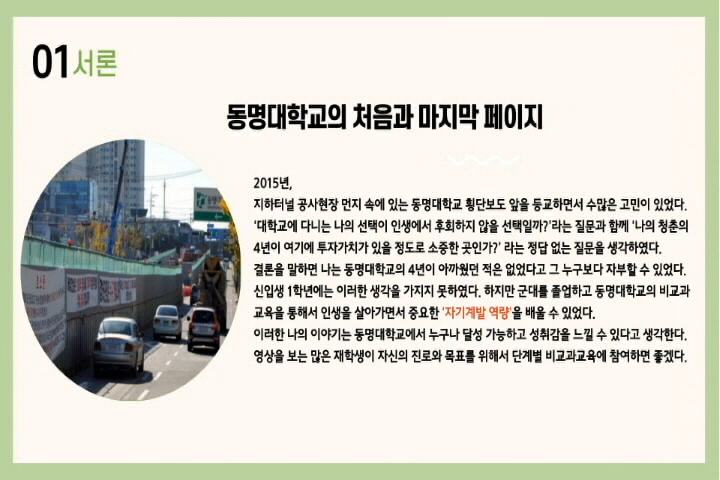 01 서론
동명대학교의 처음과 마지막 페이지
2015년,
지하터널 공사현장 먼지 속에 있는 동명대학교 횡단보도 앞을 등교하면서 수많은 고민이 있었다.
'대학교에 다니는 나의 선택이 인생에서 후회하지 않을 선택일까?'라는 질문과 함께 '나의 청춘의
4년이 여기에 투자가치가 있을 정도로 소중한 곳인가?' 라는 정답 없는 질문을 생각하였다.
결론을 말하면 나는 동명대학교의 4년이 아까웠던 적은 없었다고 그 누구보다 자부할 수 있었다.
신입생 1학년에는 이러한 생각을 가지지 못하였다. 하지만 군대를 졸업하고 동명대학교의 비교과
교육을 통해서 인생을 살아가면서 중요한 '자기계발 역량'을 배울 수 있었다.
이러한 나의 이야기는 동명대학교에서 누구나 달성 가능하고 성취감을 느낄 수 있다고 생각한다.
영상을 보는 많은 재학생이 자신의 진로와 목표를 위해서 단계별 비교과교육에 참여하면 좋겠다.